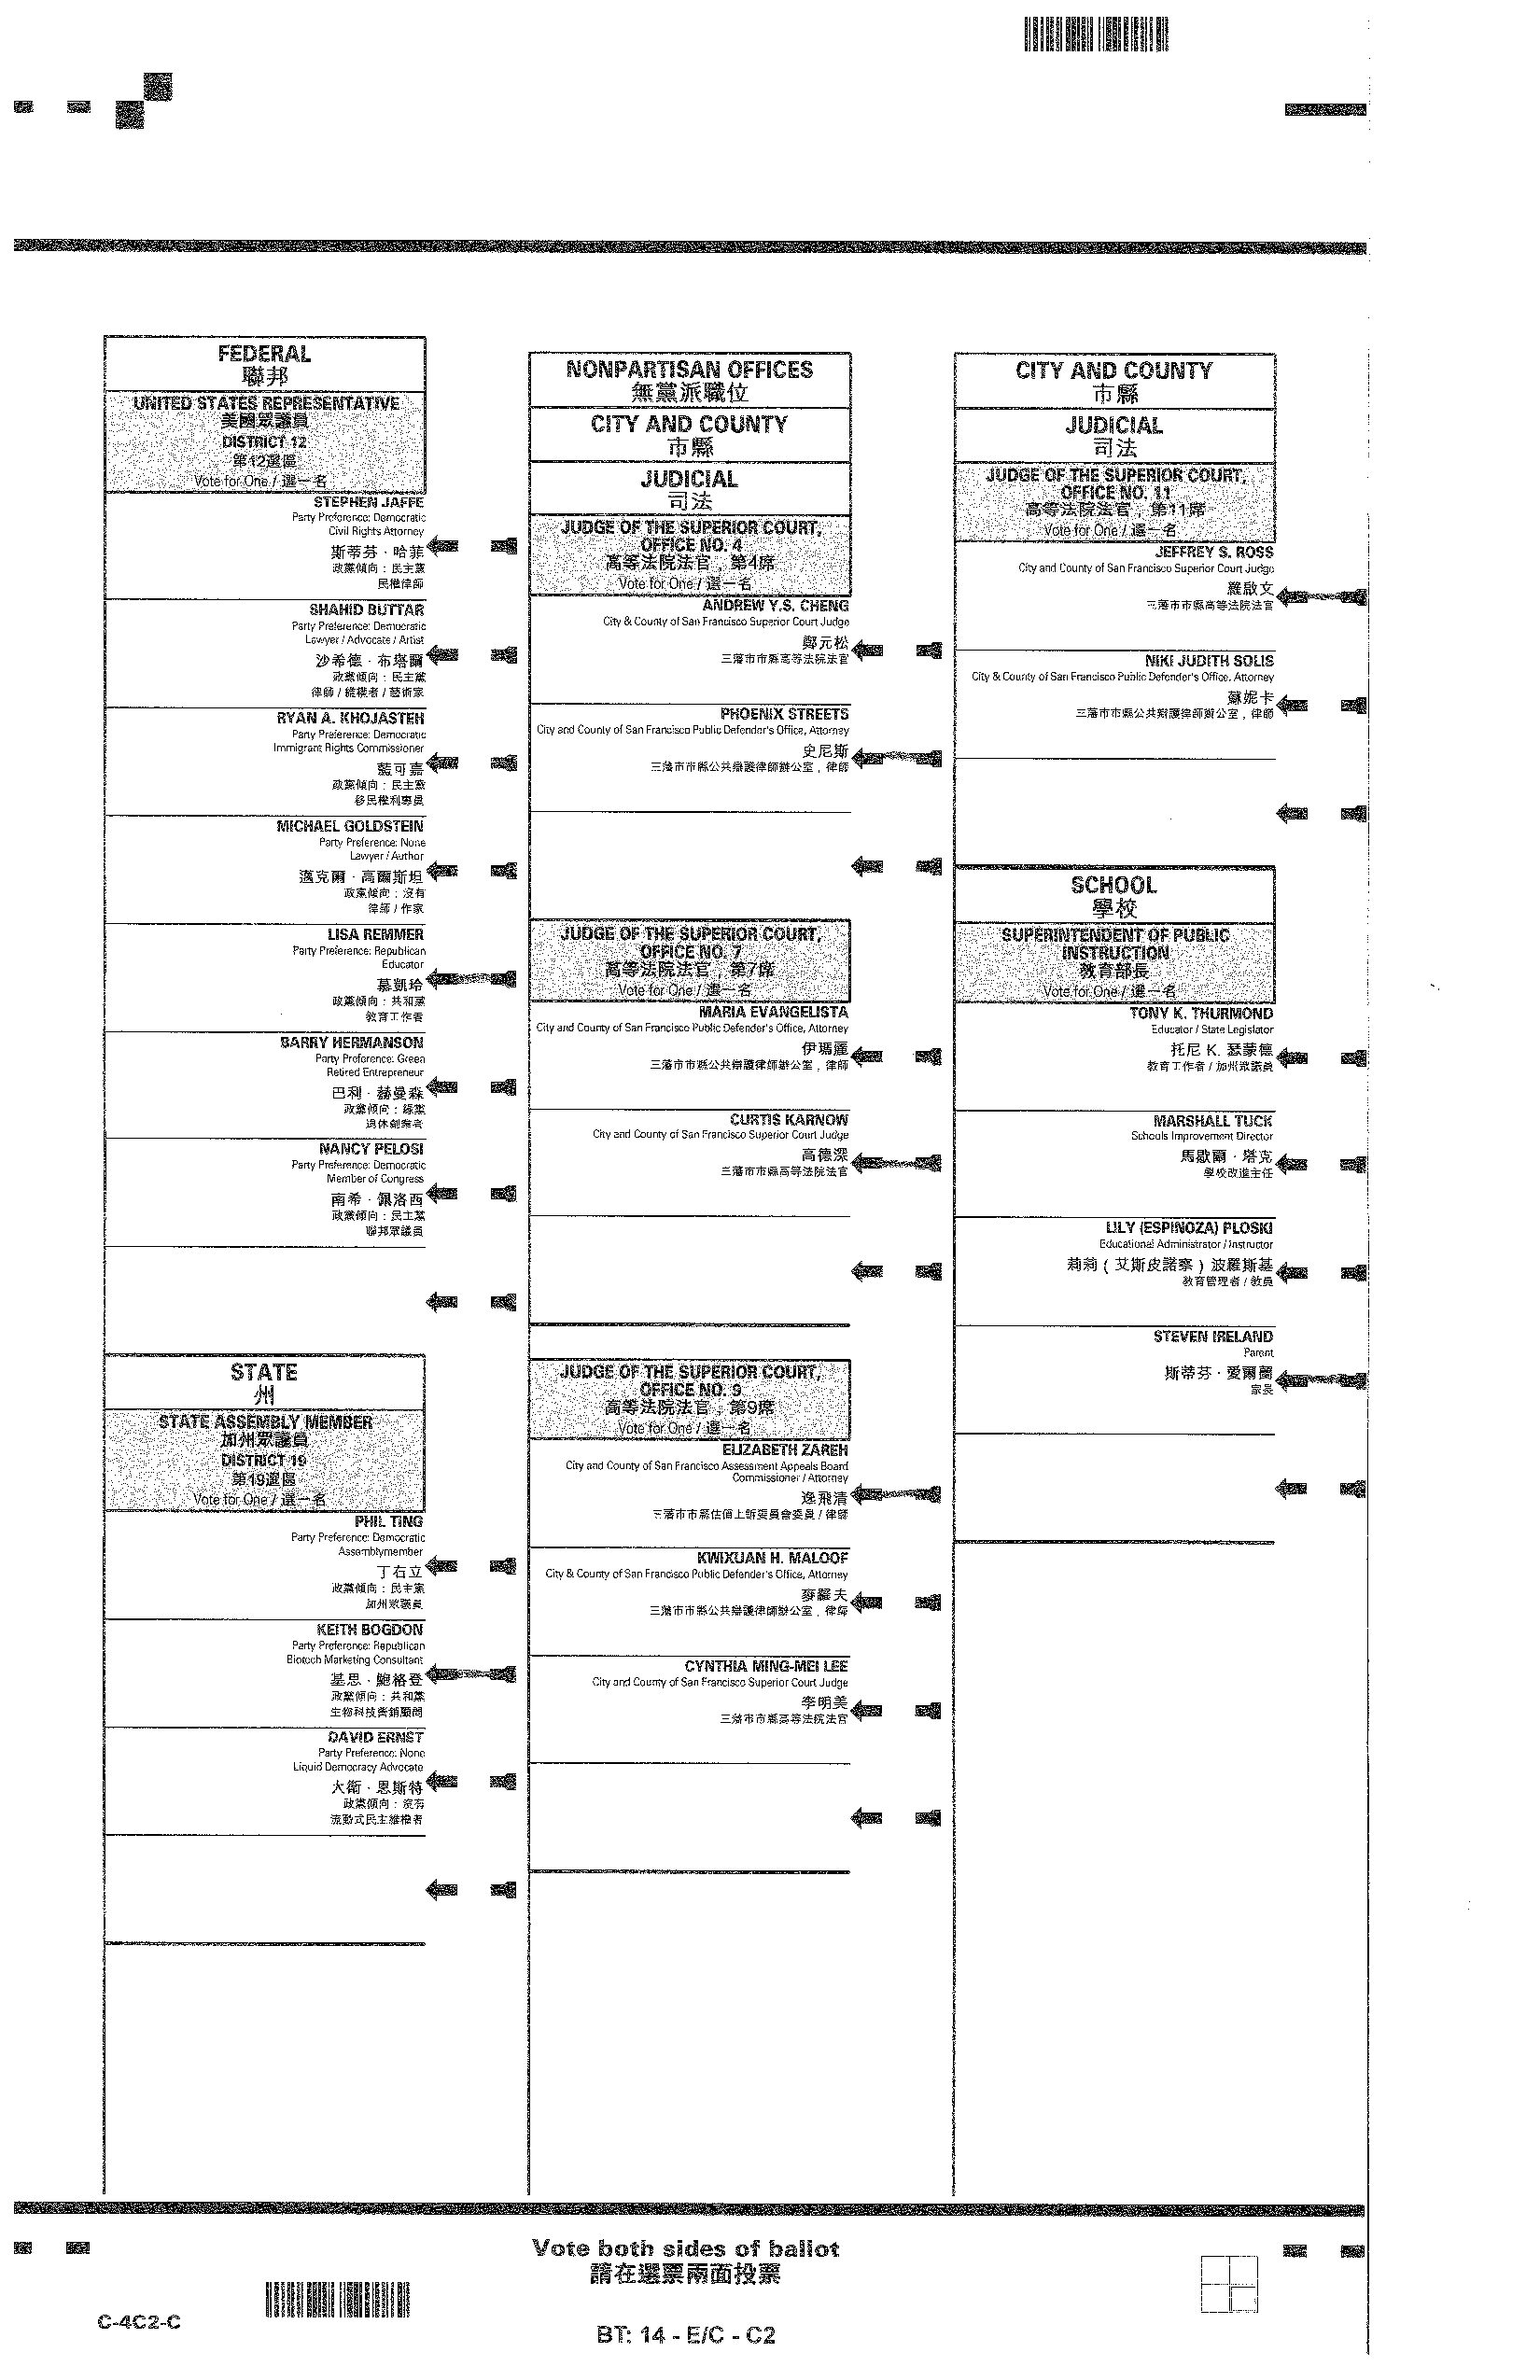 FEDERAL
聯邦
UNITED STATES REPRESENTATIVE
美國眾議員
DISTRICT 12
第12選區
Vote for One / 選一名
STEPHEN JAFFE
Party Preference: Democratic
Civil Rights Attorney
斯蒂芬 · 哈菲
政黨傾向：民主黨
民權律師
SHAHID BUTTAR
Party Preference: Democratic
Lawyer / Advocate / Artist
沙希德 · 布塔爾
政黨傾向：民主黨
律師 / 維權者 / 藝術家
RYAN A. KHOJASTEH
Party Preference: Democratic
Immigrant Rights Commissioner
藍可嘉
政黨傾向：民主黨
移民權利專員
MICHAEL GOLDSTEIN
Party Preference: None
Lawyer / Author
邁克爾 · 高爾斯坦
政黨傾向：沒有
律師 / 作家
LISA REMMER
Party Preference: Republican
Educator
慕凱玲
政黨傾向：共和黨
教育工作者
BARRY HERMANSON
Party Preference: Green
Retired Entrepreneur
巴利 · 赫曼森
政黨傾向：綠黨
退休創業者
NANCY PELOSI
Party Preference: Democratic
Member of Congress
南希 · 佩洛西
政黨傾向：民主黨
聯邦眾議員
STATE
州
STATE ASSEMBLY MEMBER
加州眾議員
DISTRICT 19
第19選區
Vote for One / 選一名
PHIL TING
Party Preference: Democratic
Assemblymember
丁右立
政黨傾向：民主黨
加州眾議員
KEITH BOGDON
Party Preference: Republican
Biotech Marketing Consultant
基思 · 鮑格登
政黨傾向：共和黨
生物科技營銷顧問
DAVID ERNST
Party Preference: None
Liquid Democracy Advocate
大衛 · 恩斯特
政黨傾向：沒有
流動式民主維權者
NONPARTISAN OFFICES
無黨派職位
CITY AND COUNTY
市縣
JUDICIAL
司法
JUDGE OF THE SUPERIOR COURT,
OFFICE NO. 4
高等法院法官，第4席
Vote for One / 選一名
ANDREW Y.S. CHENG
City & County of San Francisco Superior Court Judge
鄭元松
三藩市市縣高等法院法官
PHOENIX STREETS
City and County of San Francisco Public Defender's Office, Attorney
史尼斯
三藩市市縣公共辯護律師辦公室，律師
JUDGE OF THE SUPERIOR COURT,
OFFICE NO. 7
高等法院法官，第7席
Vote for One / 選一名
MARIA EVANGELISTA
City and County of San Francisco Public Defender's Office, Attorney
伊瑪麗
三藩市市縣公共辯護律師辦公室，律師
CURTIS KARNOW
City and County of San Francisco Superior Court Judge
高德深
三藩市市縣高等法院法官
JUDGE OF THE SUPERIOR COURT,
OFFICE NO. 9
高等法院法官，第9席
Vote for One / 選一名
ELIZABETH ZAREH
City and County of San Francisco Assessment Appeals Board
Commissioner / Attorney
逸飛清
三藩市市縣估價上訴委員會委員 / 律師
KWIXUAN H. MALOOF
City & County of San Francisco Public Defender's Office, Attorney
麥羅夫
三藩市市縣公共辯護律師辦公室，律師
CYNTHIA MING-MEI LEE
City and County of San Francisco Superior Court Judge
李明美
三藩市市縣高等法院法官
CITY AND COUNTY
市縣
JUDICIAL
司法
JUDGE OF THE SUPERIOR COURT,
OFFICE NO. 11
高等法院法官，第11席
Vote for One / 選一名
JEFFREY S. ROSS
City and County of San Francisco Superior Court Judge
羅啟文
三藩市市縣高等法院法官
NIKI JUDITH SOLIS
City & County of San Francisco Public Defender's Office, Attorney
蘇妮卡
三藩市市縣公共辯護律師辦公室，律師
SCHOOL
學校
SUPERINTENDENT OF PUBLIC
INSTRUCTION
教育部長
Vote for One / 選一名
TONY K. THURMOND
Educator / State Legislator
托尼 K. 瑟蒙德
教育工作者 / 加州眾議員
MARSHALL TUCK
Schools Improvement Director
馬歇爾 · 塔克
學校改進主任
LILY (ESPINOZA) PLOSKI
Educational Administrator / Instructor
莉莉（艾斯皮諾察）波羅斯基
教育管理者 / 教員
STEVEN IRELAND
Parent
斯蒂芬 · 愛爾蘭
家長
Vote both sides of ballot
請在選票兩面投票
C-4C2-C
BT: 14 - E/C - C2